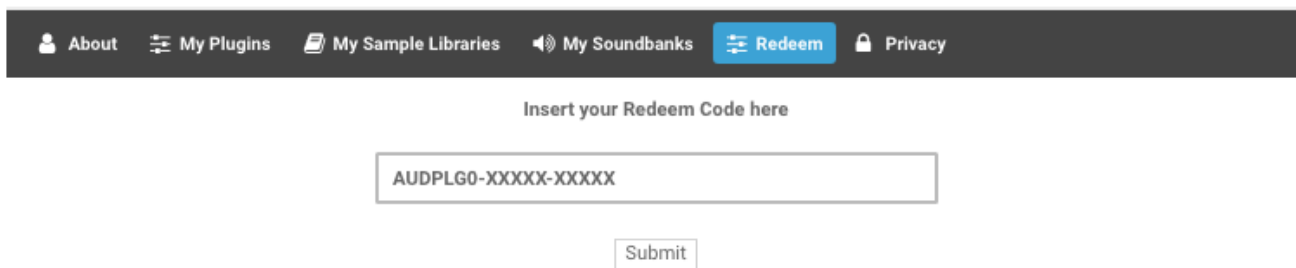 About My Plugins My Sample Libraries My Soundbanks Redeem Privacy
Insert your Redeem Code here
AUDPLG0-XXXXX-XXXXX
Submit